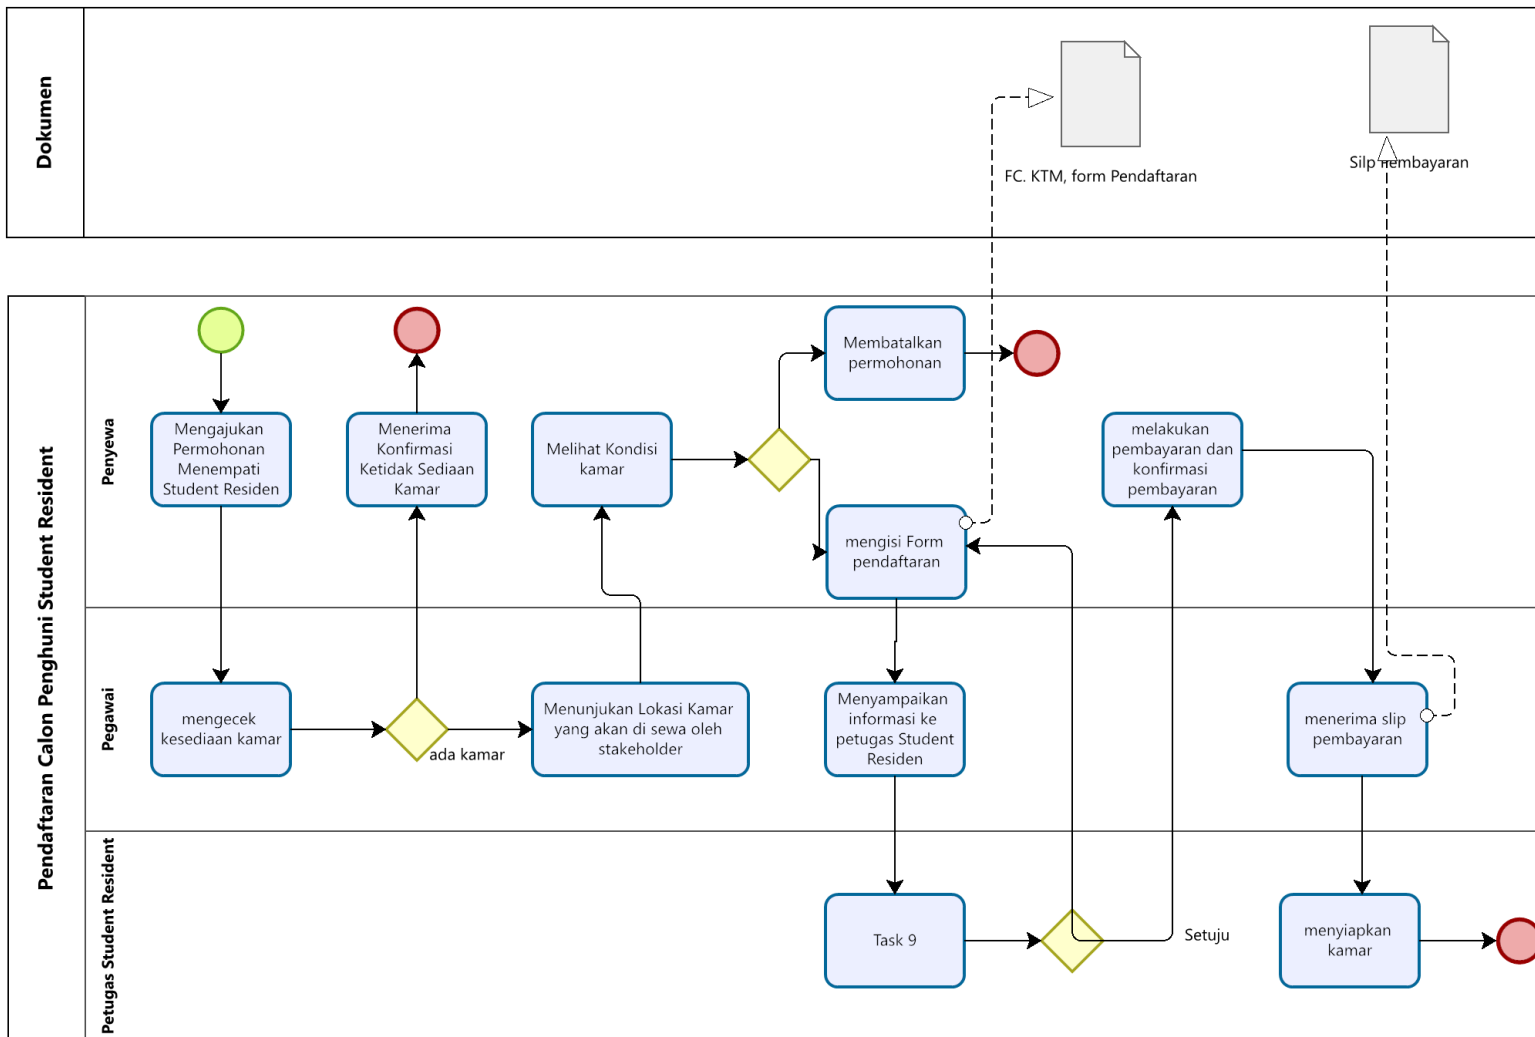 Dokumen
FC. KTM, form Pendaftaran
Silp Pembayaran
Pendaftaran Calon Penghuni Student Resident
Penyewa
Mengajukan
Permohonan
Menempati
Student Residen
Menerima
Konfirmasi
Ketidak Sediaan
Kamar
Melihat Kondisi
kamar
Membatalkan
permohonan
mengisi Form
pendaftaran
melakukan
pembayaran dan
konfirmasi
pembayaran
Pegawai
mengecek
kesediaan kamar
ada kamar
Menunjukan Lokasi Kamar
yang akan di sewa oleh
stakeholder
Menyampaikan
informasi ke
petugas Student
Residen
menerima slip
pembayaran
Petugas Student Resident
Task 9
Setuju
menyiapkan
kamar